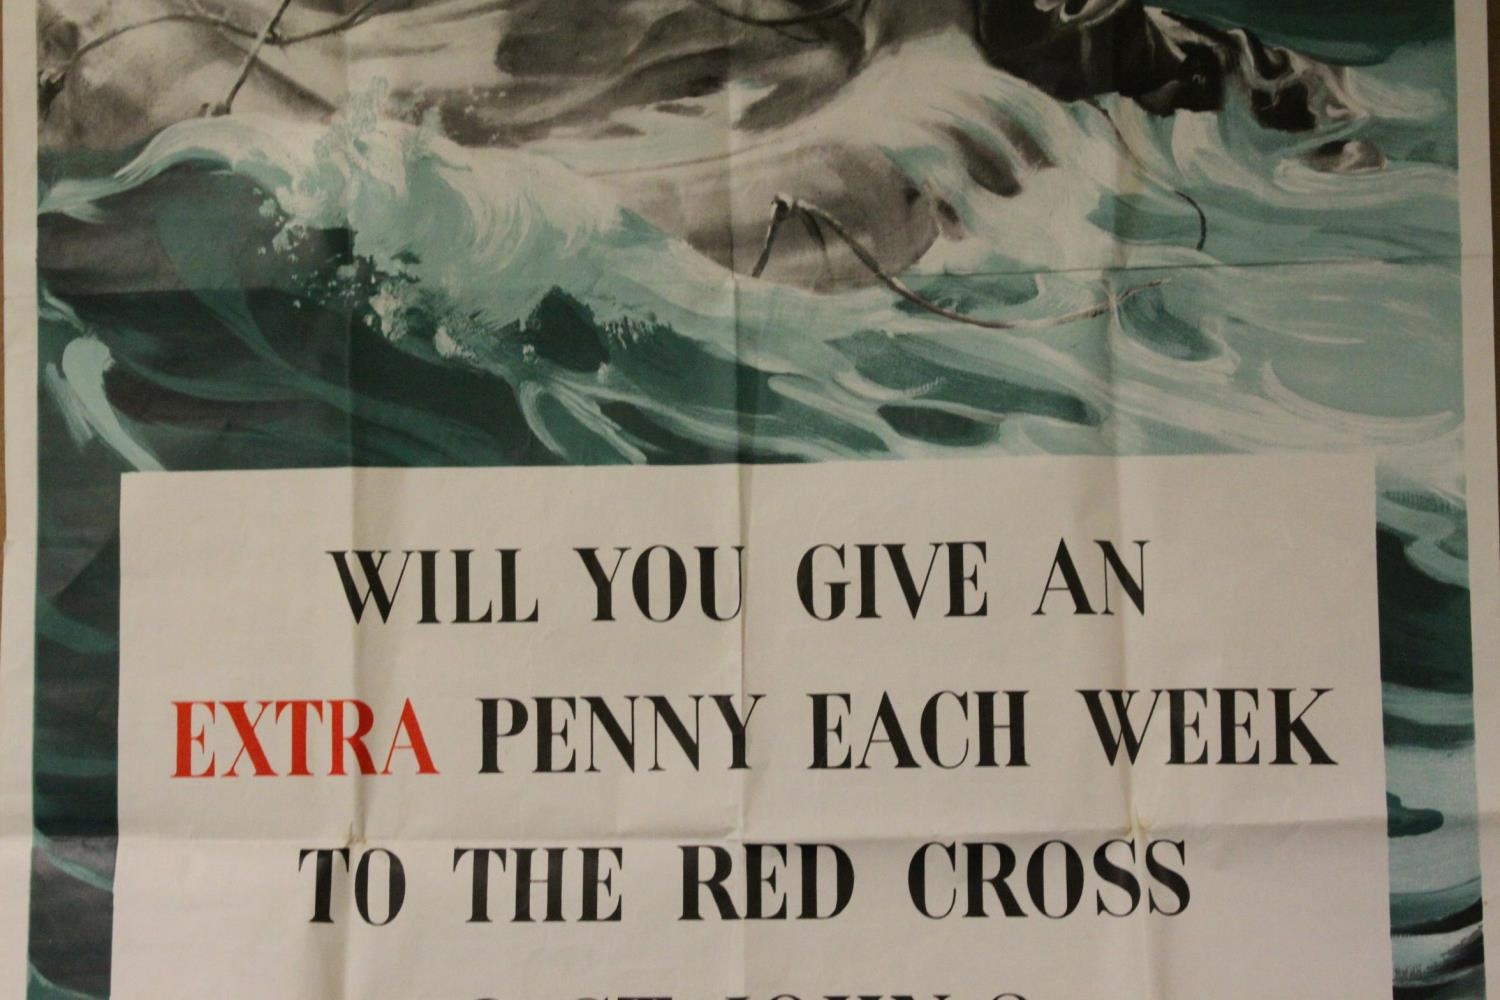 WILL YOU GIVE AN
EXTRA PENNY EACH WEEK
TO THE RED CROSS